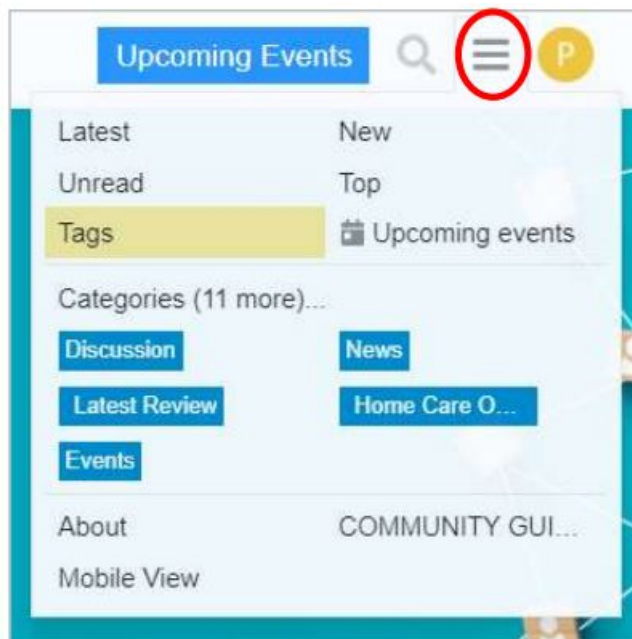 Upcoming Events
P
Latest
New
Unread
Top
Tags
Upcoming events
Categories (11 more)...
Discussion
News
Latest Review
Home Care O...
Events
About
COMMUNITY GUI...
Mobile View